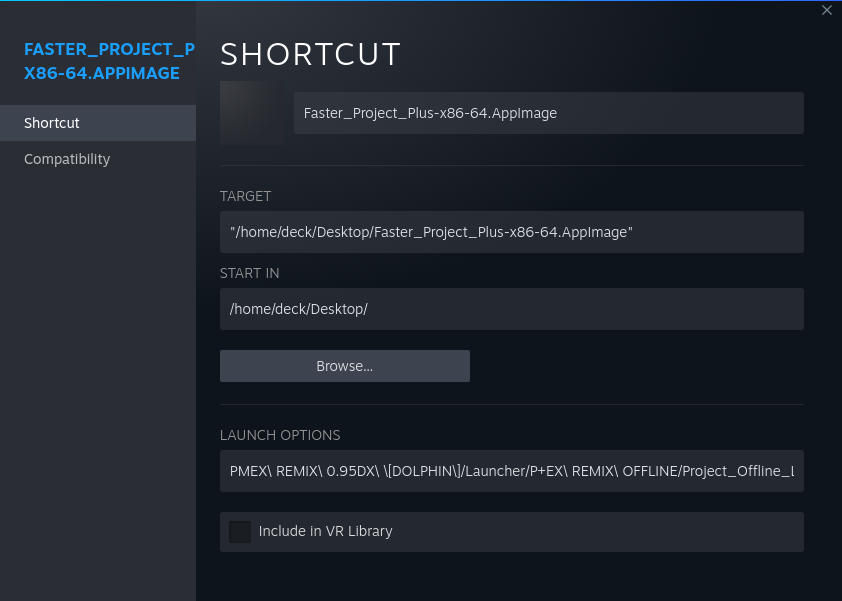 FASTER_PROJECT_P
X86-64.APPIMAGE
Shortcut
Compatibility
SHORTCUT
Faster_Project_Plus-x86-64.AppImage
TARGET
"/home/deck/Desktop/Faster_Project_Plus-x86-64.AppImage"
START IN
/home/deck/Desktop/
Browse...
LAUNCH OPTIONS
PMEX\ REMIX\ 0.95DX\ \[DOLPHIN\]/Launcher/P+EX\ REMIX\ OFFLINE/Project_Offline_L
Include in VR Library